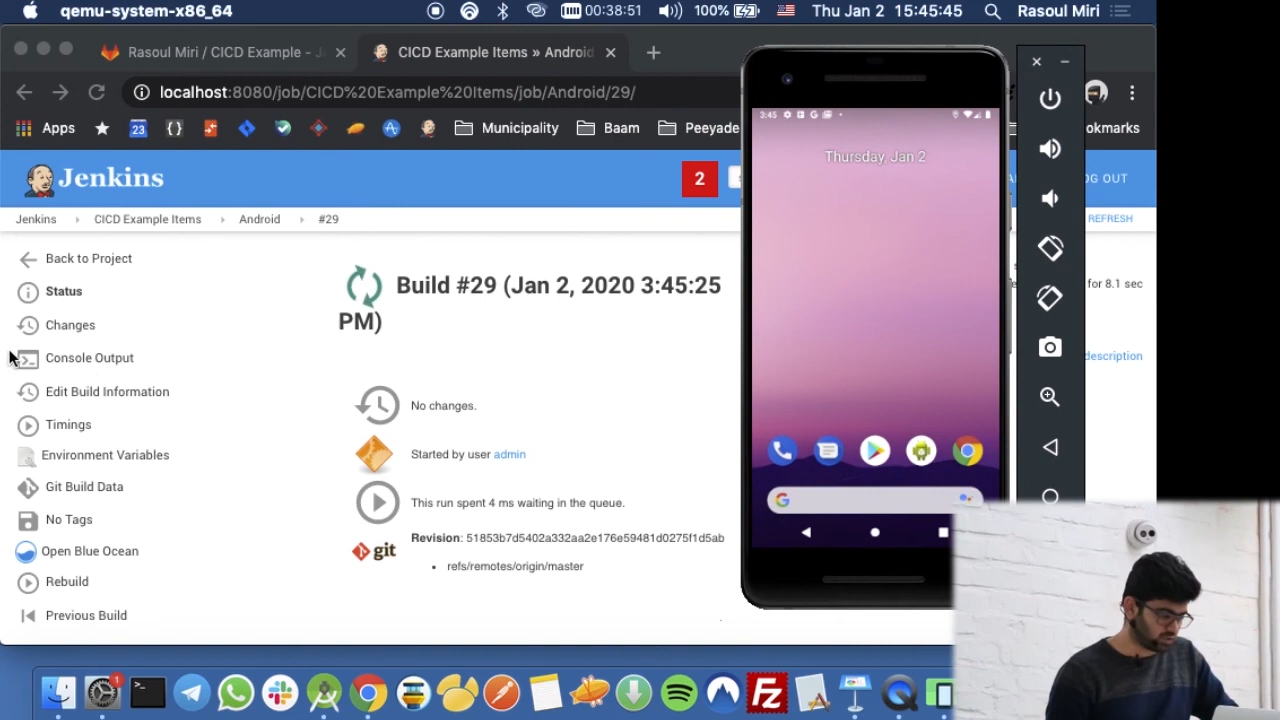 qemu-system-x86_64 00:38:51 100% Thu Jan 2 15:45:45 Rasoul Miri
Rasoul Miri / CICD Example - J
CICD Example Items » Android
localhost:8080/job/CICD%20Example%20Items/job/Android/29/
Apps 23 {} Municipality Baam Peeyade okmarks
Jenkins 2 OG OUT
Jenkins CICD Example Items Android #29 REFRESH
Back to Project
Status
Changes
Console Output
Edit Build Information
Timings
Environment Variables
Git Build Data
No Tags
Open Blue Ocean
Rebuild
Previous Build
Build #29 (Jan 2, 2020 3:45:25
PM)
for 8.1 sec
description
No changes.
Started by user admin
This run spent 4 ms waiting in the queue.
git
Revision: 51853b7d5402a332aa2e176e59481d0275f1d5ab
refs/remotes/origin/master
3:45
Thursday, Jan 2
G
1
Fz